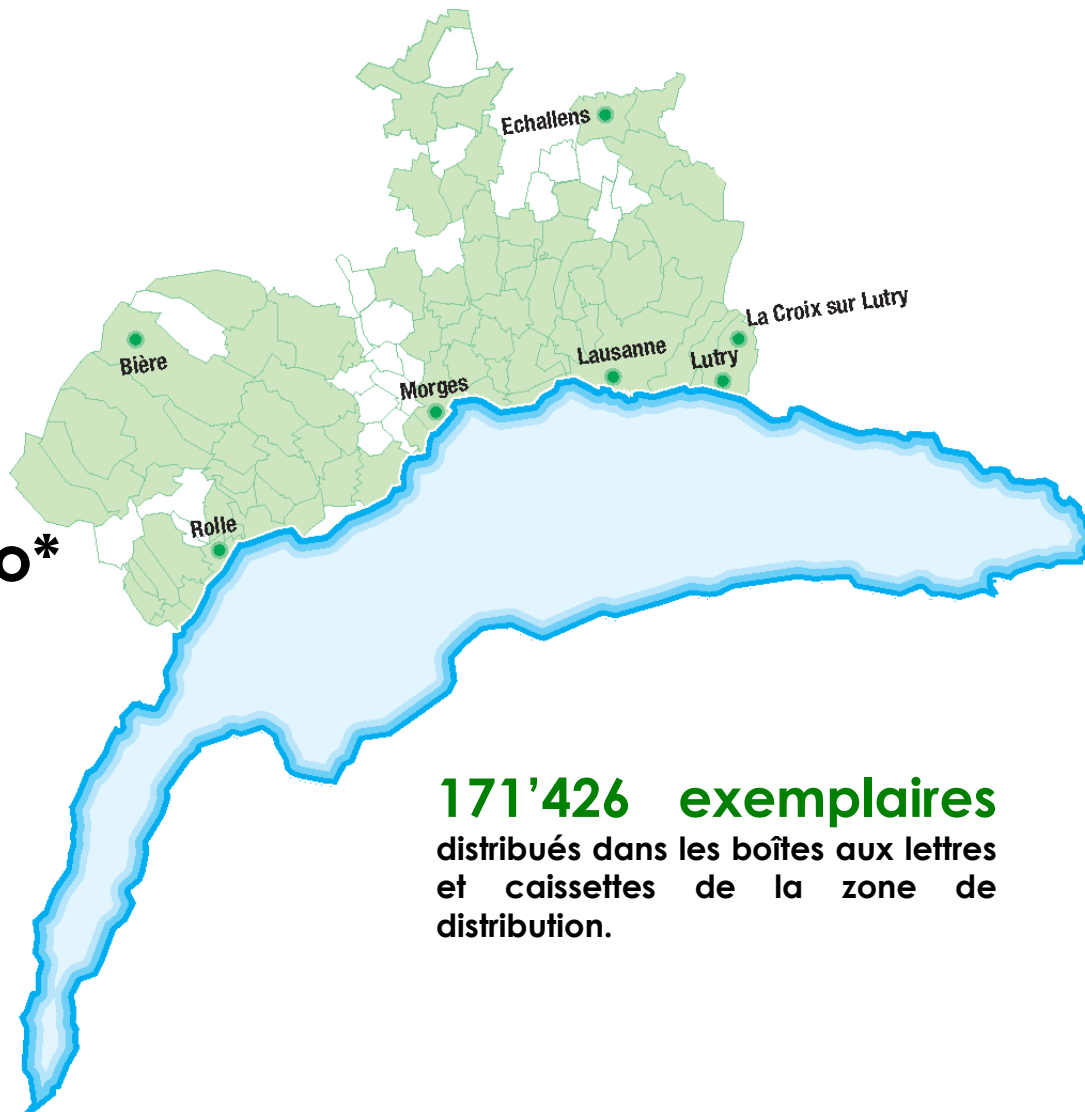 Echallens
La Croix sur Lutry
Bière
Lausanne
Lutry
Morges
Rolle
o*
171’426 exemplaires
distribués dans les boîtes aux lettres
et caissettes de la zone de
distribution.